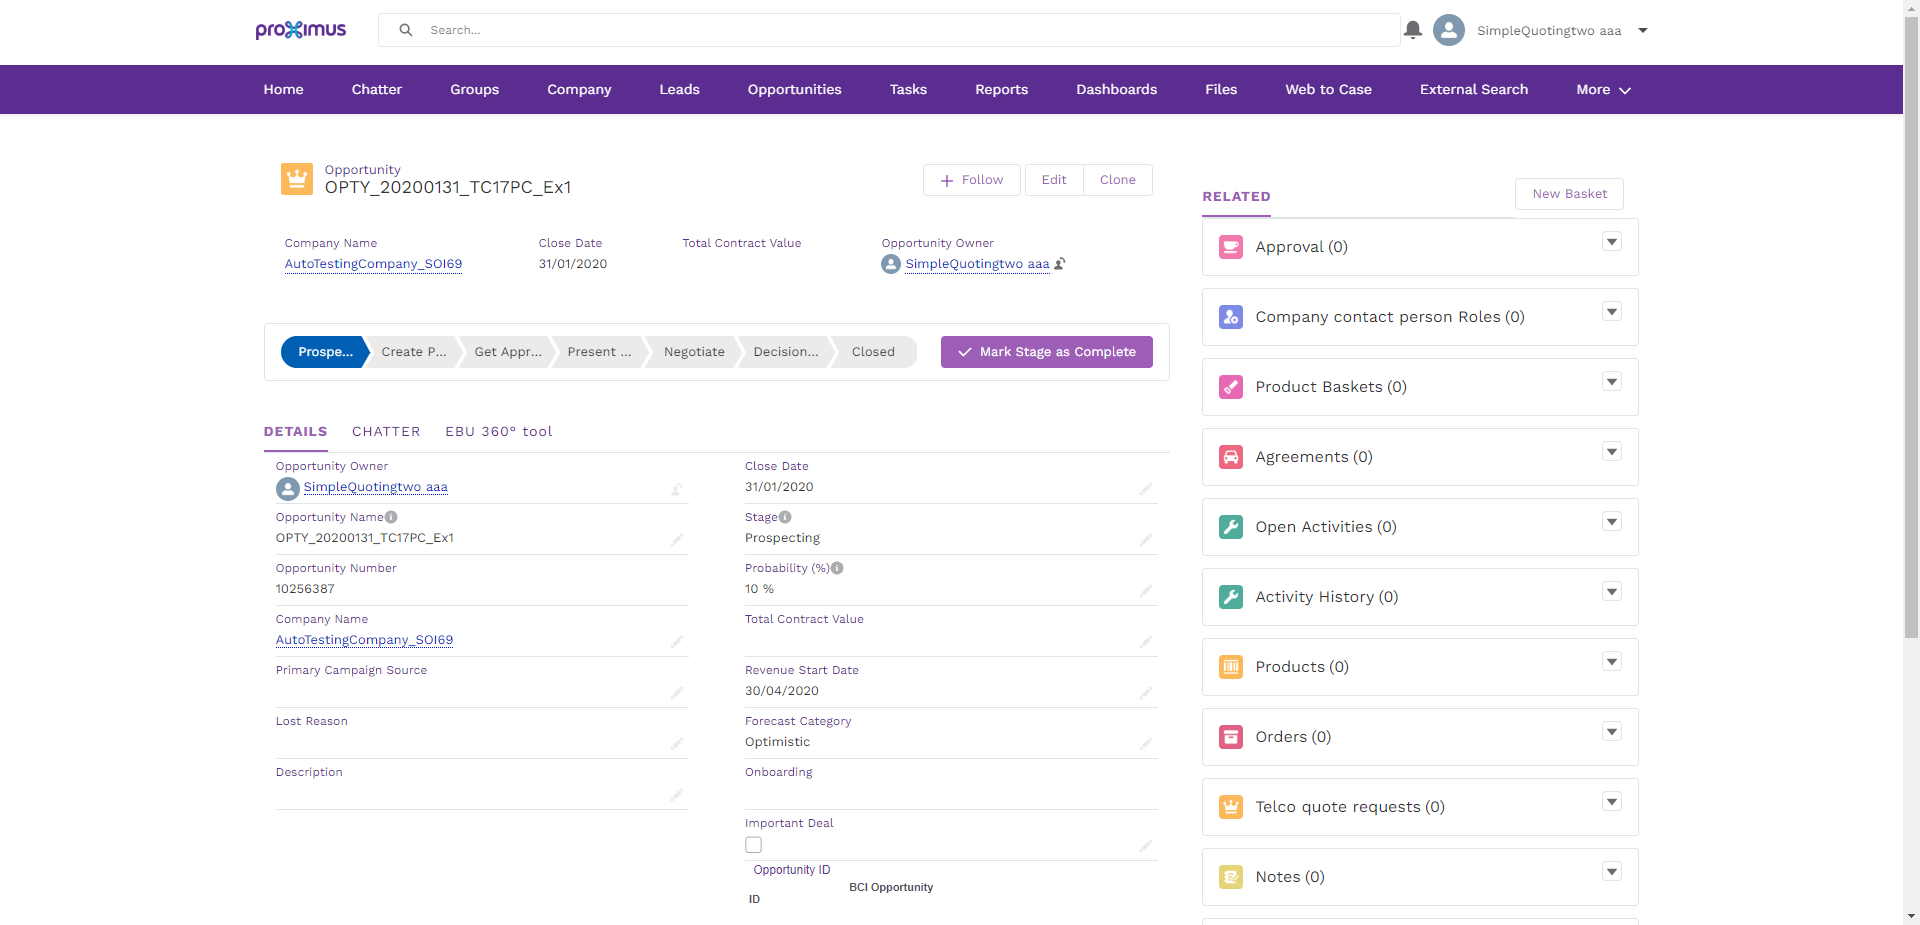 proximus
Search...
SimpleQuotingtwo aaa
Home Chatter Groups Company Leads Opportunities Tasks Reports Dashboards Files Web to Case External Search More
Opportunity
OPTY_20200131_TC17PC_Ex1
Follow Edit Clone
Company Name Close Date Total Contract Value Opportunity Owner
AutoTestingCompany_SOI69 31/01/2020 SimpleQuotingtwo aaa
Prospe... Create P... Get Appr... Present ... Negotiate Decision... Closed Mark Stage as Complete
DETAILS CHATTER EBU 360° tool
Opportunity Owner
SimpleQuotingtwo aaa
Opportunity Name
OPTY_20200131_TC17PC_Ex1
Opportunity Number
10256387
Company Name
AutoTestingCompany_SOI69
Primary Campaign Source
Lost Reason
Description
Close Date
31/01/2020
Stage
Prospecting
Probability (%)
10 %
Total Contract Value
Revenue Start Date
30/04/2020
Forecast Category
Optimistic
Onboarding
Important Deal
Opportunity ID
BCI Opportunity
ID
RELATED
New Basket
Approval (0)
Company contact person Roles (0)
Product Baskets (0)
Agreements (0)
Open Activities (0)
Activity History (0)
Products (0)
Orders (0)
Telco quote requests (0)
Notes (0)